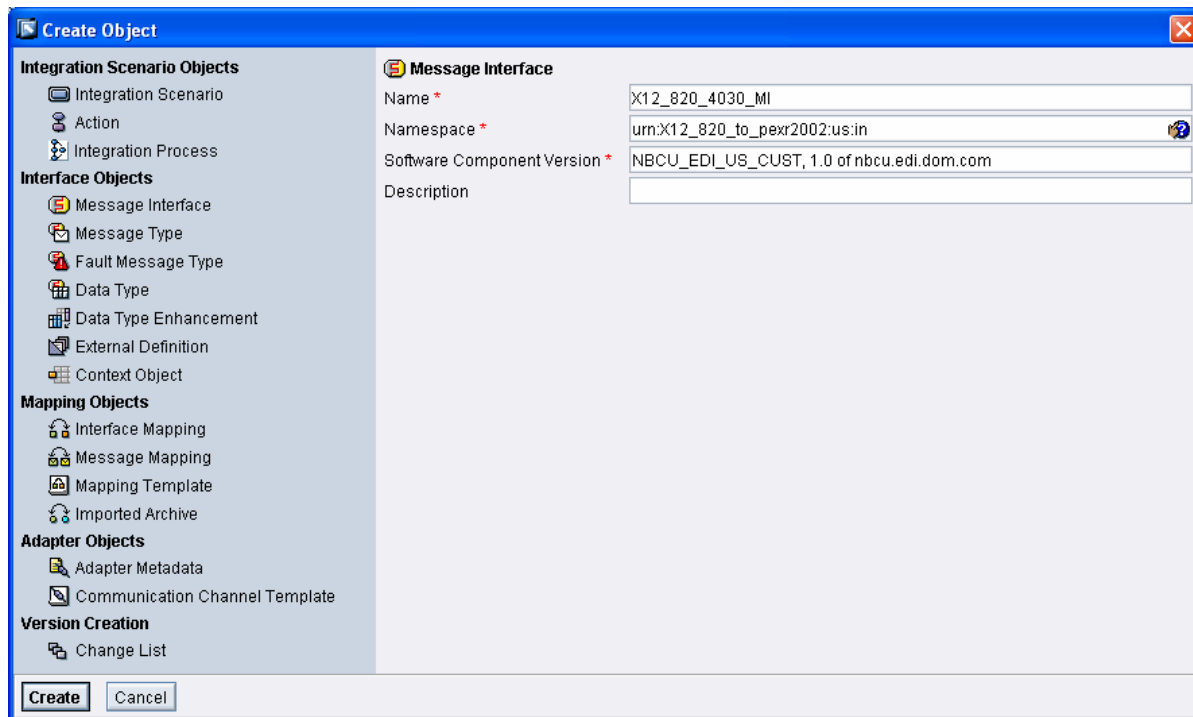 Create Object
Integration Scenario Objects
Integration Scenario
Action
Integration Process
Interface Objects
Message Interface
Message Type
Fault Message Type
Data Type
Data Type Enhancement
External Definition
Context Object
Mapping Objects
Interface Mapping
Message Mapping
Mapping Template
Imported Archive
Adapter Objects
Adapter Metadata
Communication Channel Template
Version Creation
Change List
Message Interface
Name * X12_820_4030_MI
Namespace * urn:X12_820_to_pexr2002:us:in
Software Component Version * NBCU_EDI_US_CUST, 1.0 of nbcu.edi.dom.com
Description
Create Cancel